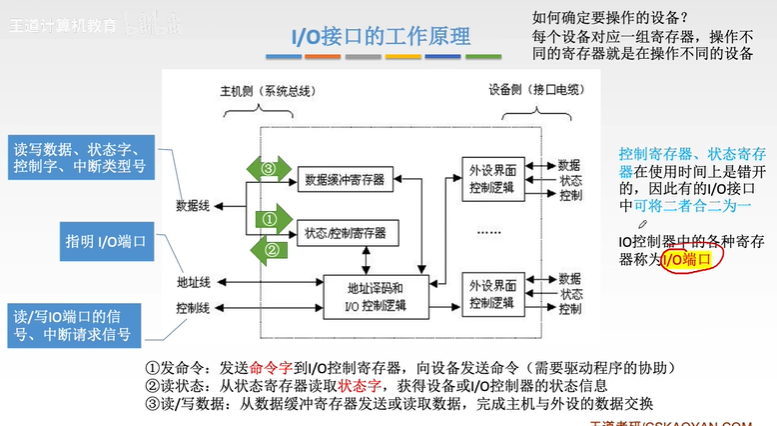 王道计算机教育
I/O接口的工作原理
如何确定要操作的设备？
每个设备对应一组寄存器，操作不
同的寄存器就是在操作不同的设备
主机侧（系统总线）
设备侧（接口电缆）
读写数据、状态字、
控制字、中断类型号
数据线
③
数据缓冲寄存器
①
状态/控制寄存器
②
外设界面
控制逻辑
数据
状态
控制
……
指明 I/O端口
地址线
控制线
地址译码和
I/O 控制逻辑
外设界面
控制逻辑
数据
状态
控制
读/写IO端口的信
号、中断请求信号
控制寄存器、状态寄存
器在使用时间上是错开
的，因此有的I/O接口
中可将二者合二为一
IO控制器中的各种寄存
器称为I/O端口
①发命令：发送命令字到I/O控制寄存器，向设备发送命令（需要驱动程序的协助）
②读状态：从状态寄存器读取状态字，获得设备或I/O控制器的状态信息
③读/写数据：从数据缓冲寄存器发送或读取数据，完成主机与外设的数据交换
王道考研/CSKAOYAN.COM